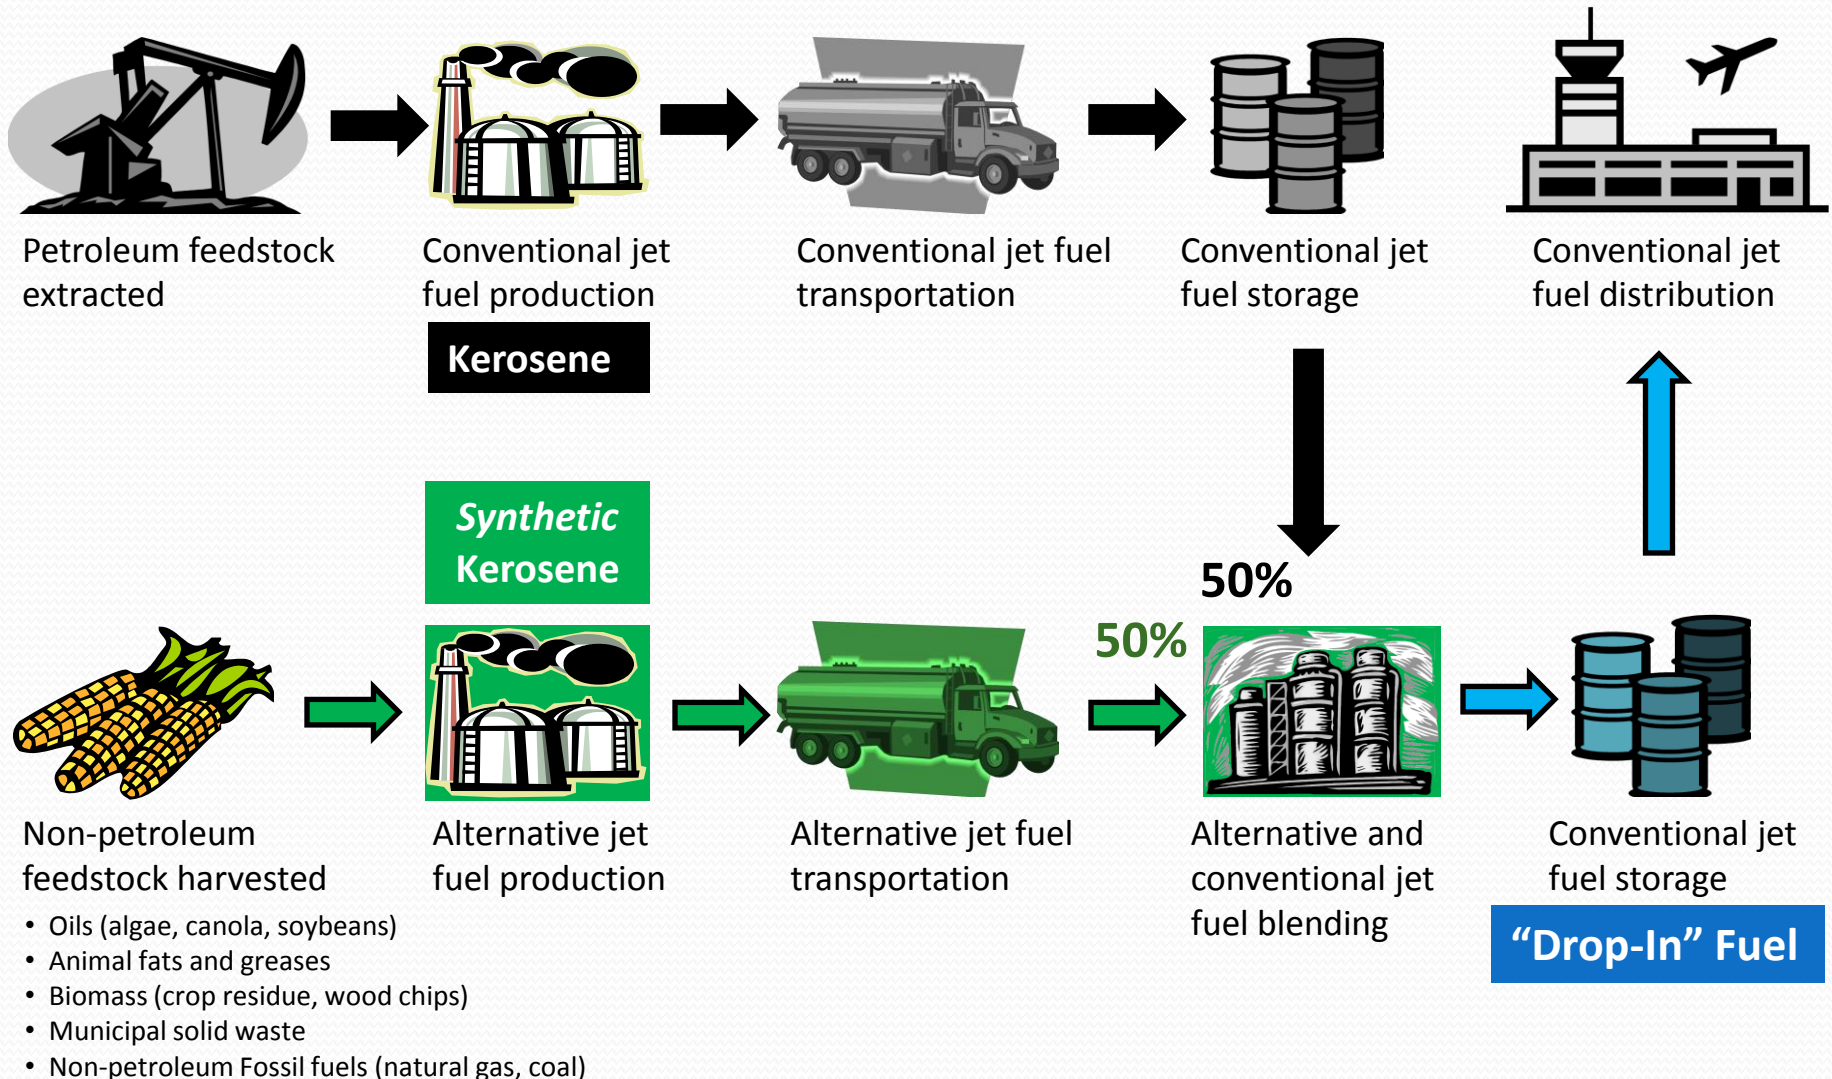 Petroleum feedstock
extracted
Conventional jet
fuel production
Kerosene
Conventional jet fuel
transportation
Conventional jet
fuel storage
Conventional jet
fuel distribution
Synthetic
Kerosene
50%
50%
Non-petroleum
feedstock harvested
• Oils (algae, canola, soybeans)
• Animal fats and greases
• Biomass (crop residue, wood chips)
• Municipal solid waste
• Non-petroleum Fossil fuels (natural gas, coal)
Alternative jet
fuel production
Alternative jet fuel
transportation
Alternative and
conventional jet
fuel blending
Conventional jet
fuel storage
“Drop-In” Fuel